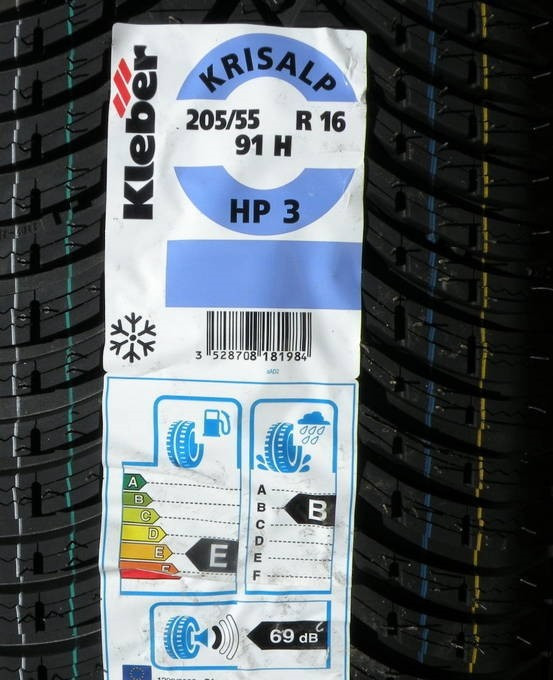 Kleber
KRISALP
205/55 R 16
91 H
HP 3
3 528708 181984
A
B
C
D
E
E
A
B
C
D
E
F
B
69 dB